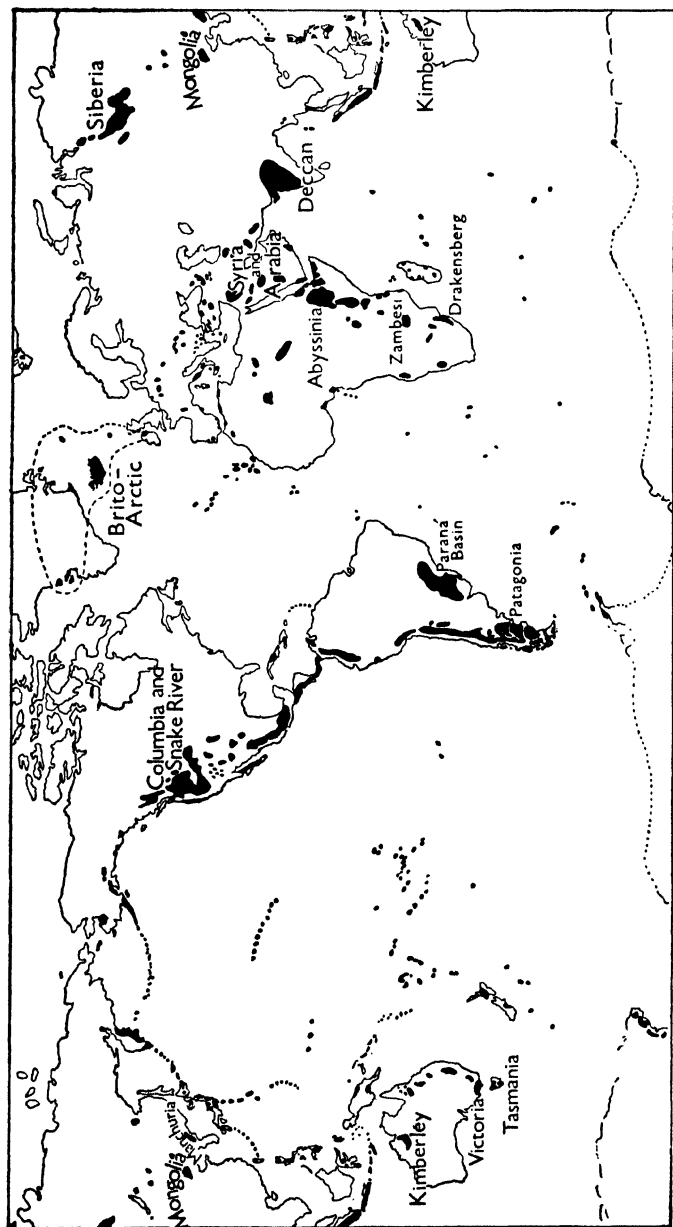 Mongolia
Manchuria
Kimberley
Victoria
Tasmania
Columbia and
Snake River
Brito–
Arctic
Paraná
Basin
Patagonia
Siberia
Mongolia
Syria
and
Arabia
Deccan
Abyssinia
Zambesi
Drakensberg
Kimberley